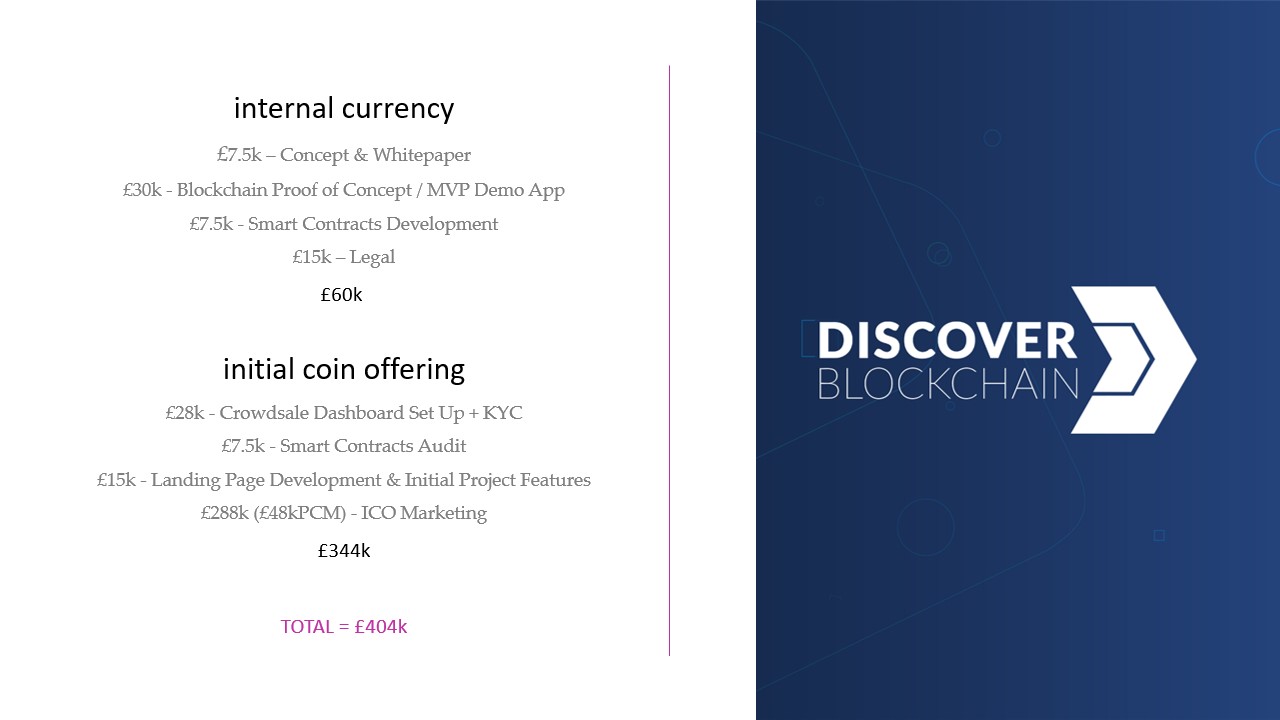 internal currency
£7.5k – Concept & Whitepaper
£30k - Blockchain Proof of Concept / MVP Demo App
£7.5k - Smart Contracts Development
£15k – Legal
£60k
initial coin offering
£28k - Crowdsale Dashboard Set Up + KYC
£7.5k - Smart Contracts Audit
£15k - Landing Page Development & Initial Project Features
£288k (£48kPCM) - ICO Marketing
£344k
TOTAL = £404k
DISCOVER
BLOCKCHAIN